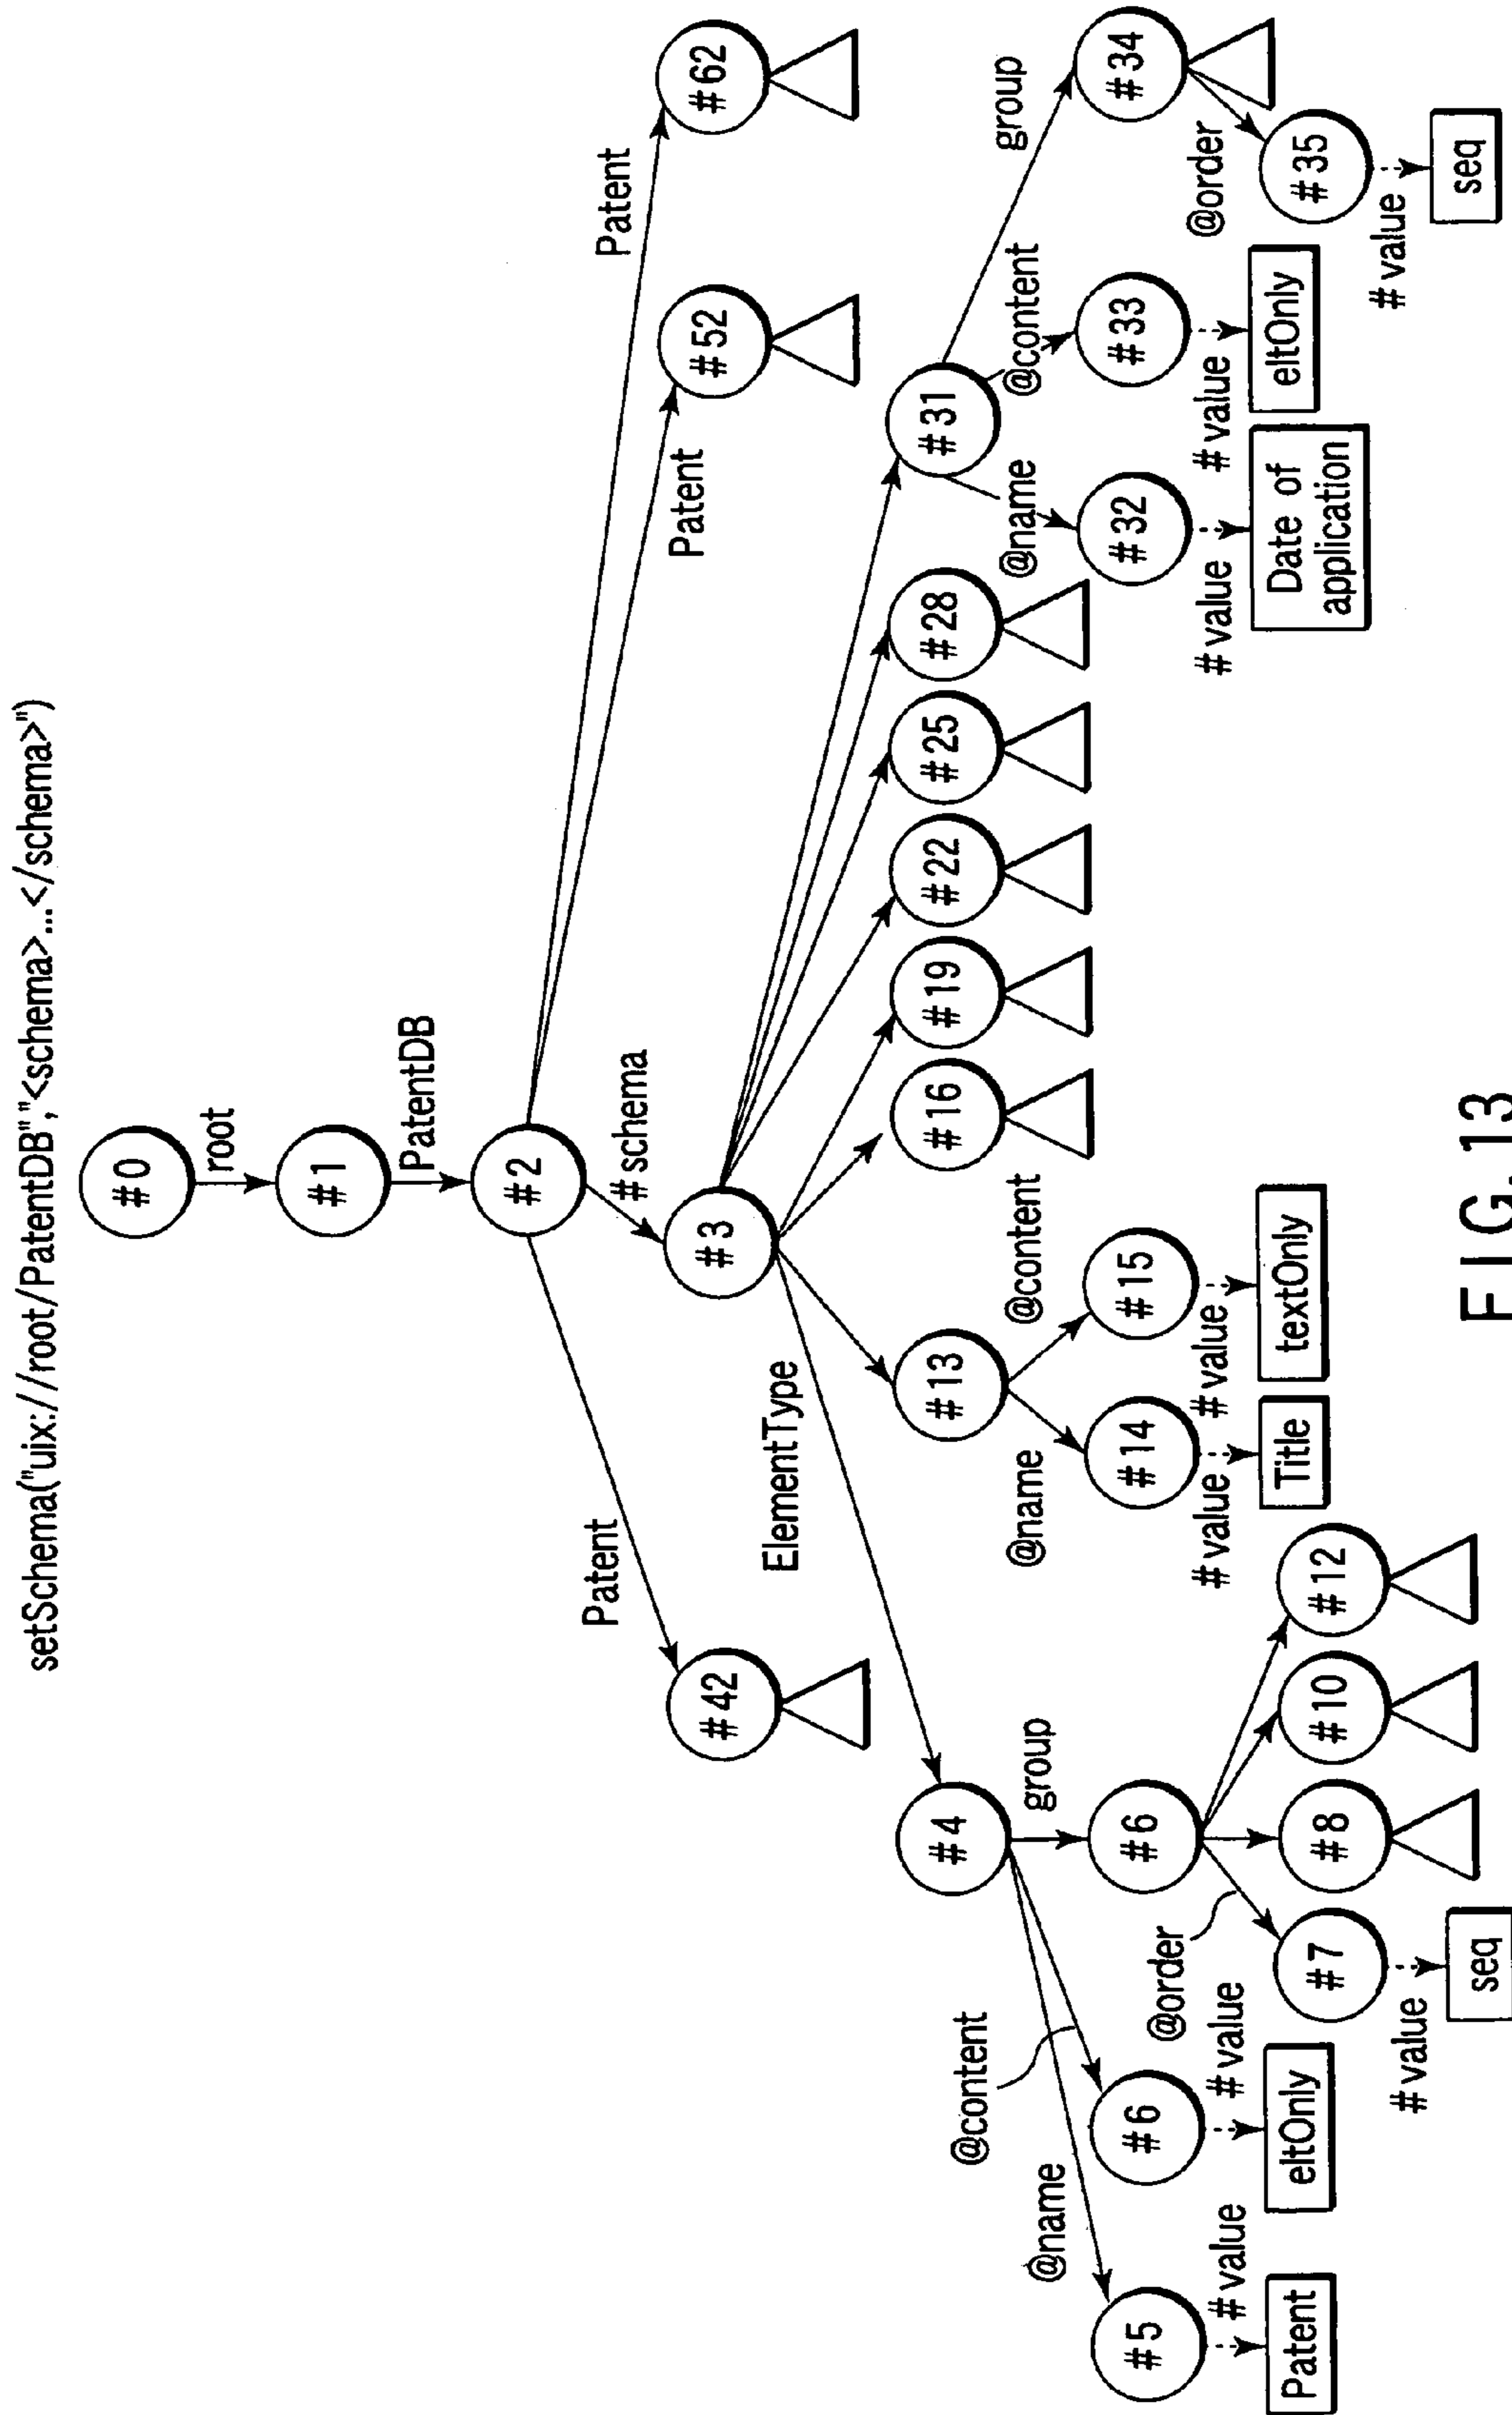 setSchema("uix://root/PatentDB","<schema>...</schema>")
#0
root
#1
PatentDB
#2
Patent
#schema
Patent
Patent
#42
#3
#52
#62
ElementType
#4
#13
#16
#19
#22
#25
#28
#31
@name
@content
group
@name
@content
@name
@content
group
#5
#6
#6
#14
#15
#32
#33
#34
#value
#value
@order
#value
#value
#value
#value
@order
Patent
eltOnly
#7
#8
#10
#12
Title
textOnly
Date of
application
eltOnly
#35
#value
#value
seq
seq
FIG.13